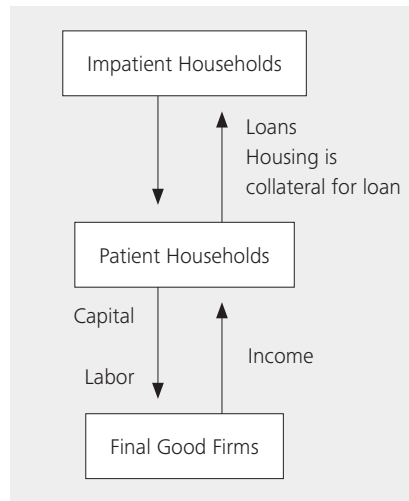 Impatient Households
Loans
Housing is
collateral for loan
Patient Households
Capital
Income
Labor
Final Good Firms